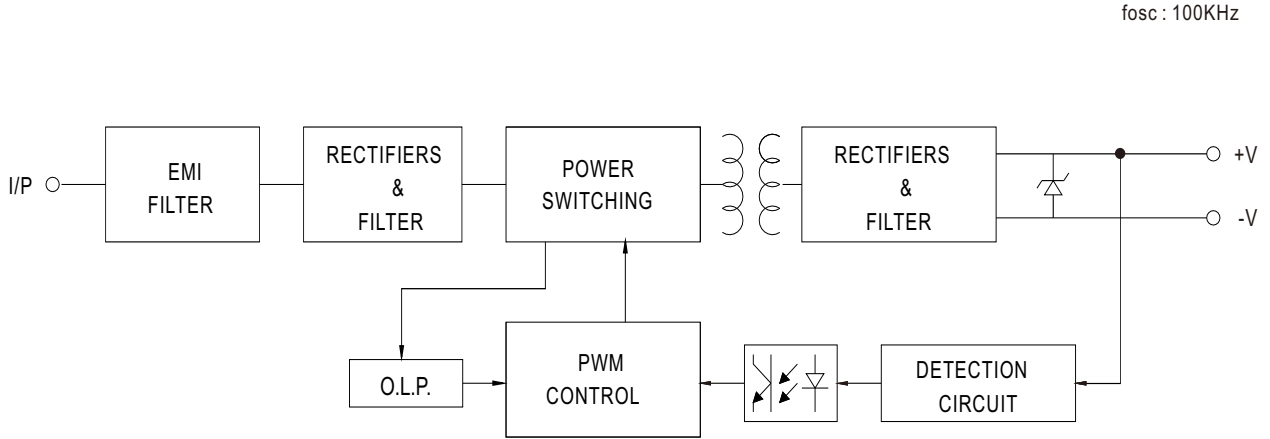 fosc : 100KHz
I/P
EMI
FILTER
RECTIFIERS
&
FILTER
POWER
SWITCHING
RECTIFIERS
&
FILTER
+V
-V
O.L.P.
PWM
CONTROL
DETECTION
CIRCUIT